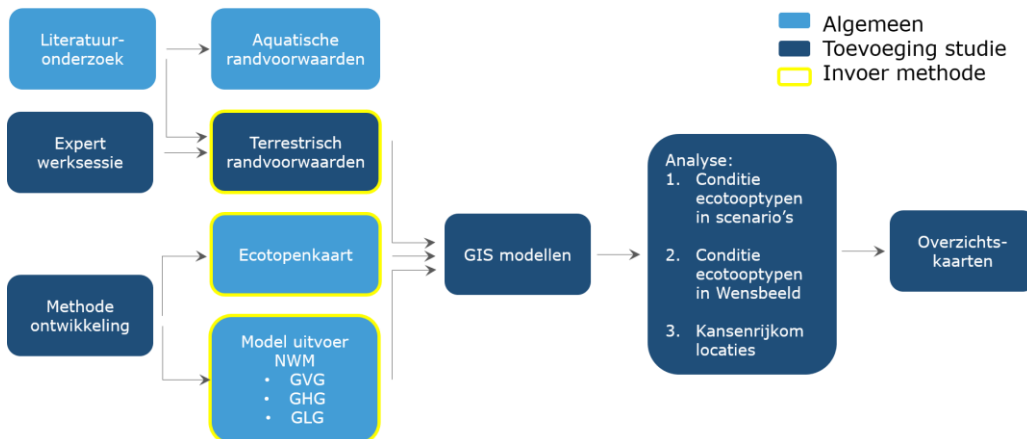 Literatuur-
onderzoek
Aquatische
randvoorwaarden
Algemeen
Toevoeging studie
Invoer methode
Expert
werksessie
Terrestrisch
randvoorwaarden
Ecotopenkaart
Methode
ontwikkeling
Model uitvoer
NWM
• GVG
• GHG
• GLG
GIS modellen
Analyse:
1. Conditie
ecotooptypen
in scenario’s
2. Conditie
ecotooptypen
in Wensbeeld
3. Kansenrijkom
locaties
Overzichts-
kaarten